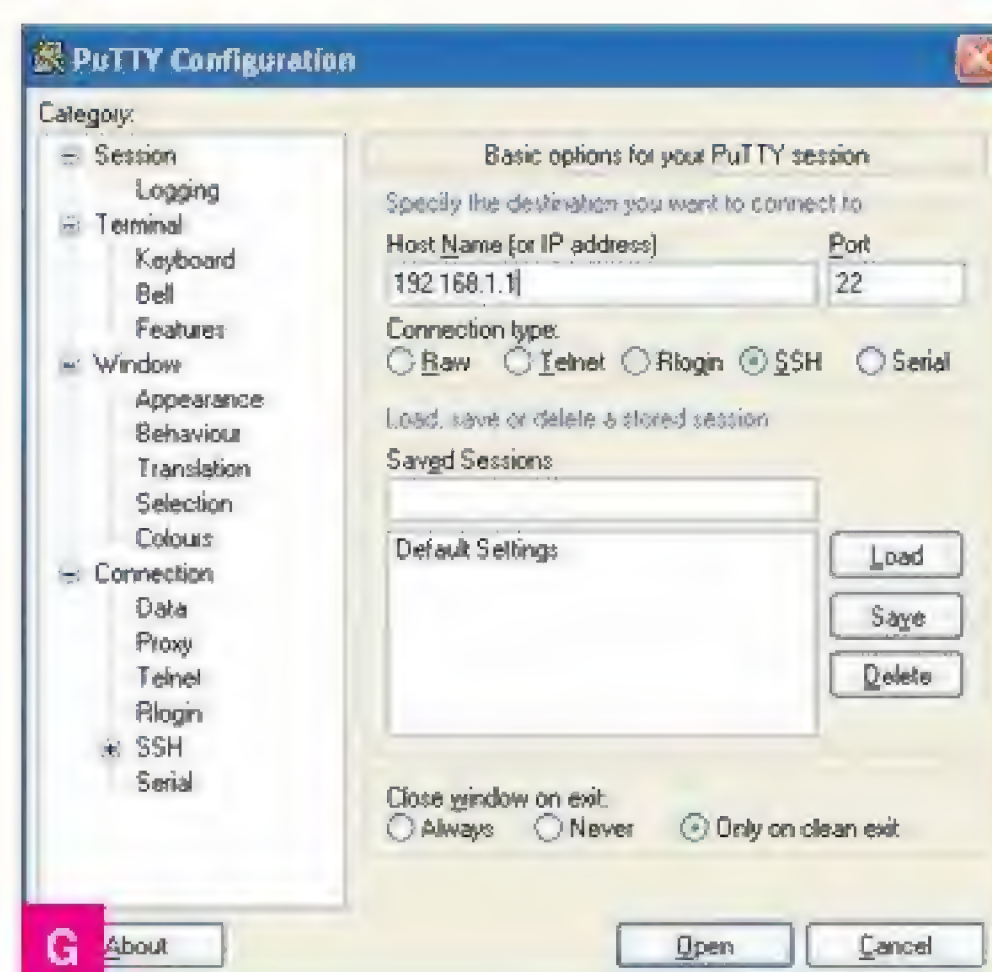 PuTTY Configuration
Category:
Session
Logging
Terminal
Keyboard
Bell
Features
Window
Appearance
Behaviour
Translation
Selection
Colours
Connection
Data
Proxy
Telnet
Rlogin
SSH
Serial
Basic options for your PuTTY session
Specify the destination you want to connect to
Host Name (or IP address) Port
192.168.1.1 22
Connection type:
Raw Telnet Rlogin SSH Serial
Load, save or delete a stored session
Saved Sessions
Default Settings
Load
Save
Delete
Close window on exit:
Always Never Only on clean exit
G About Open Cancel